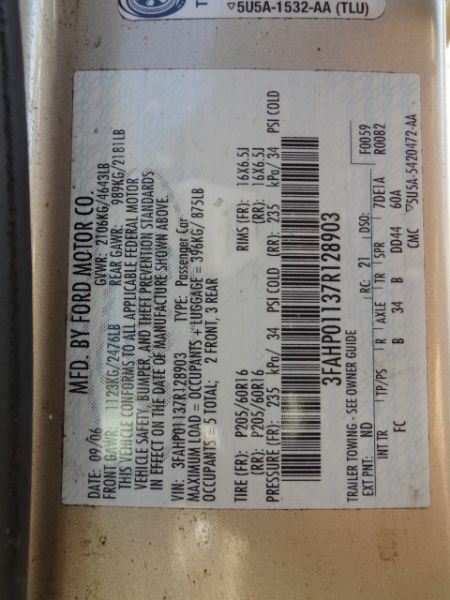 ▽5U5A-1532-AA (TLU)
MFD. BY FORD MOTOR CO.
DATE: 09/06 GVWR: 2106KG/4643LB
FRONT GAWR: 1123KG/2476LB REAR GAWR: 989KG/2181LB
THIS VEHICLE CONFORMS TO ALL APPLICABLE FEDERAL MOTOR
VEHICLE SAFETY, BUMPER, AND THEFT PREVENTION STANDARDS
IN EFFECT ON THE DATE OF MANUFACTURE SHOWN ABOVE.
VIN: 3FAHP01137R128903 TYPE: Passenger Car
MAXIMUM LOAD = OCCUPANTS + LUGGAGE = 396KG/ 875LB
OCCUPANTS: = 5 TOTAL; 2 FRONT, 3 REAR
TIRE (FR): P205/60R16 RIMS (FR): 16X6.5J
(RR): P205/60R16 (RR): 16X6.5J
PRESSURE (FR): 235 kPa/ 34 PSI COLD (RR): 235 kPa/ 34 PSI COLD
3FAHP01137R128903
TRAILER TOWING - SEE OWNER GUIDE F0059
EXT PNT: ND RC: 21 DSO: R0082
INT TR TP/PS R AXLE TR SPR 7DE1A
FC B 34 B DD44 60A
CMC ▽5U5A-5420472-AA